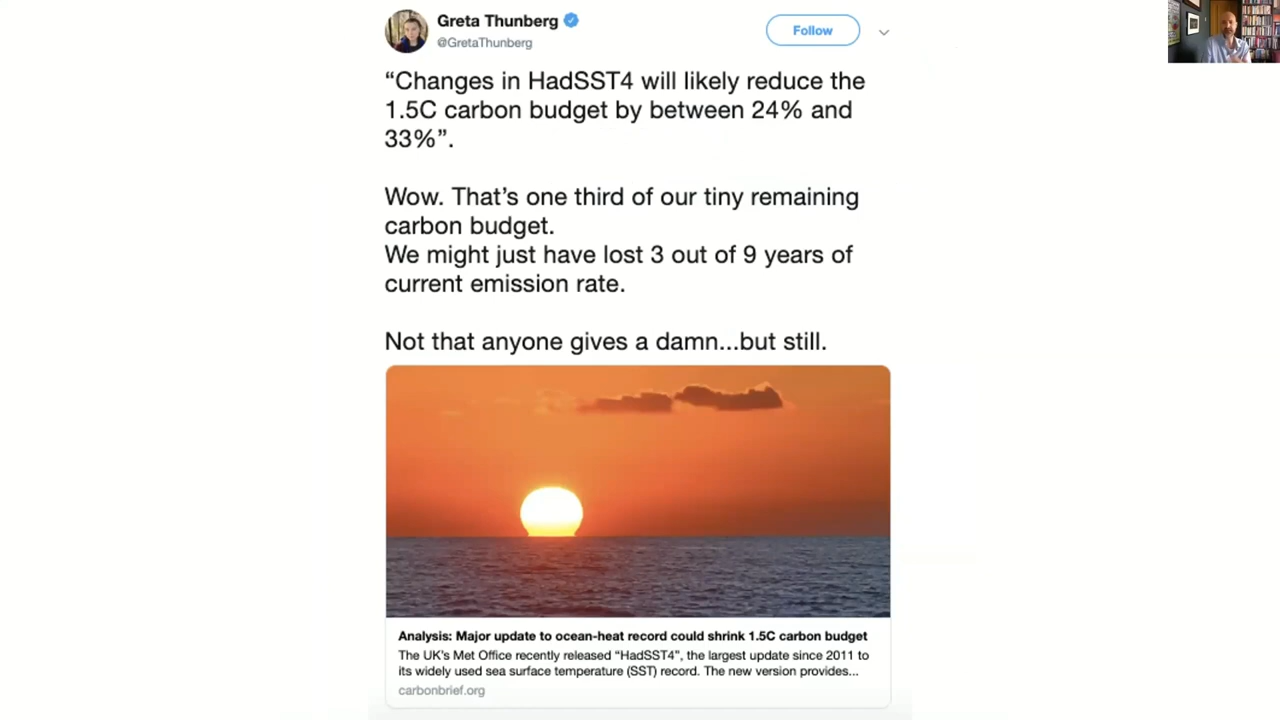 Greta Thunberg
@GretaThunberg
Follow
“Changes in HadSST4 will likely reduce the
1.5C carbon budget by between 24% and
33%”.
Wow. That’s one third of our tiny remaining
carbon budget.
We might just have lost 3 out of 9 years of
current emission rate.
Not that anyone gives a damn...but still.
Analysis: Major update to ocean-heat record could shrink 1.5C carbon budget
The UK’s Met Office recently released “HadSST4”, the largest update since 2011 to
its widely used sea surface temperature (SST) record. The new version provides...
carbonbrief.org